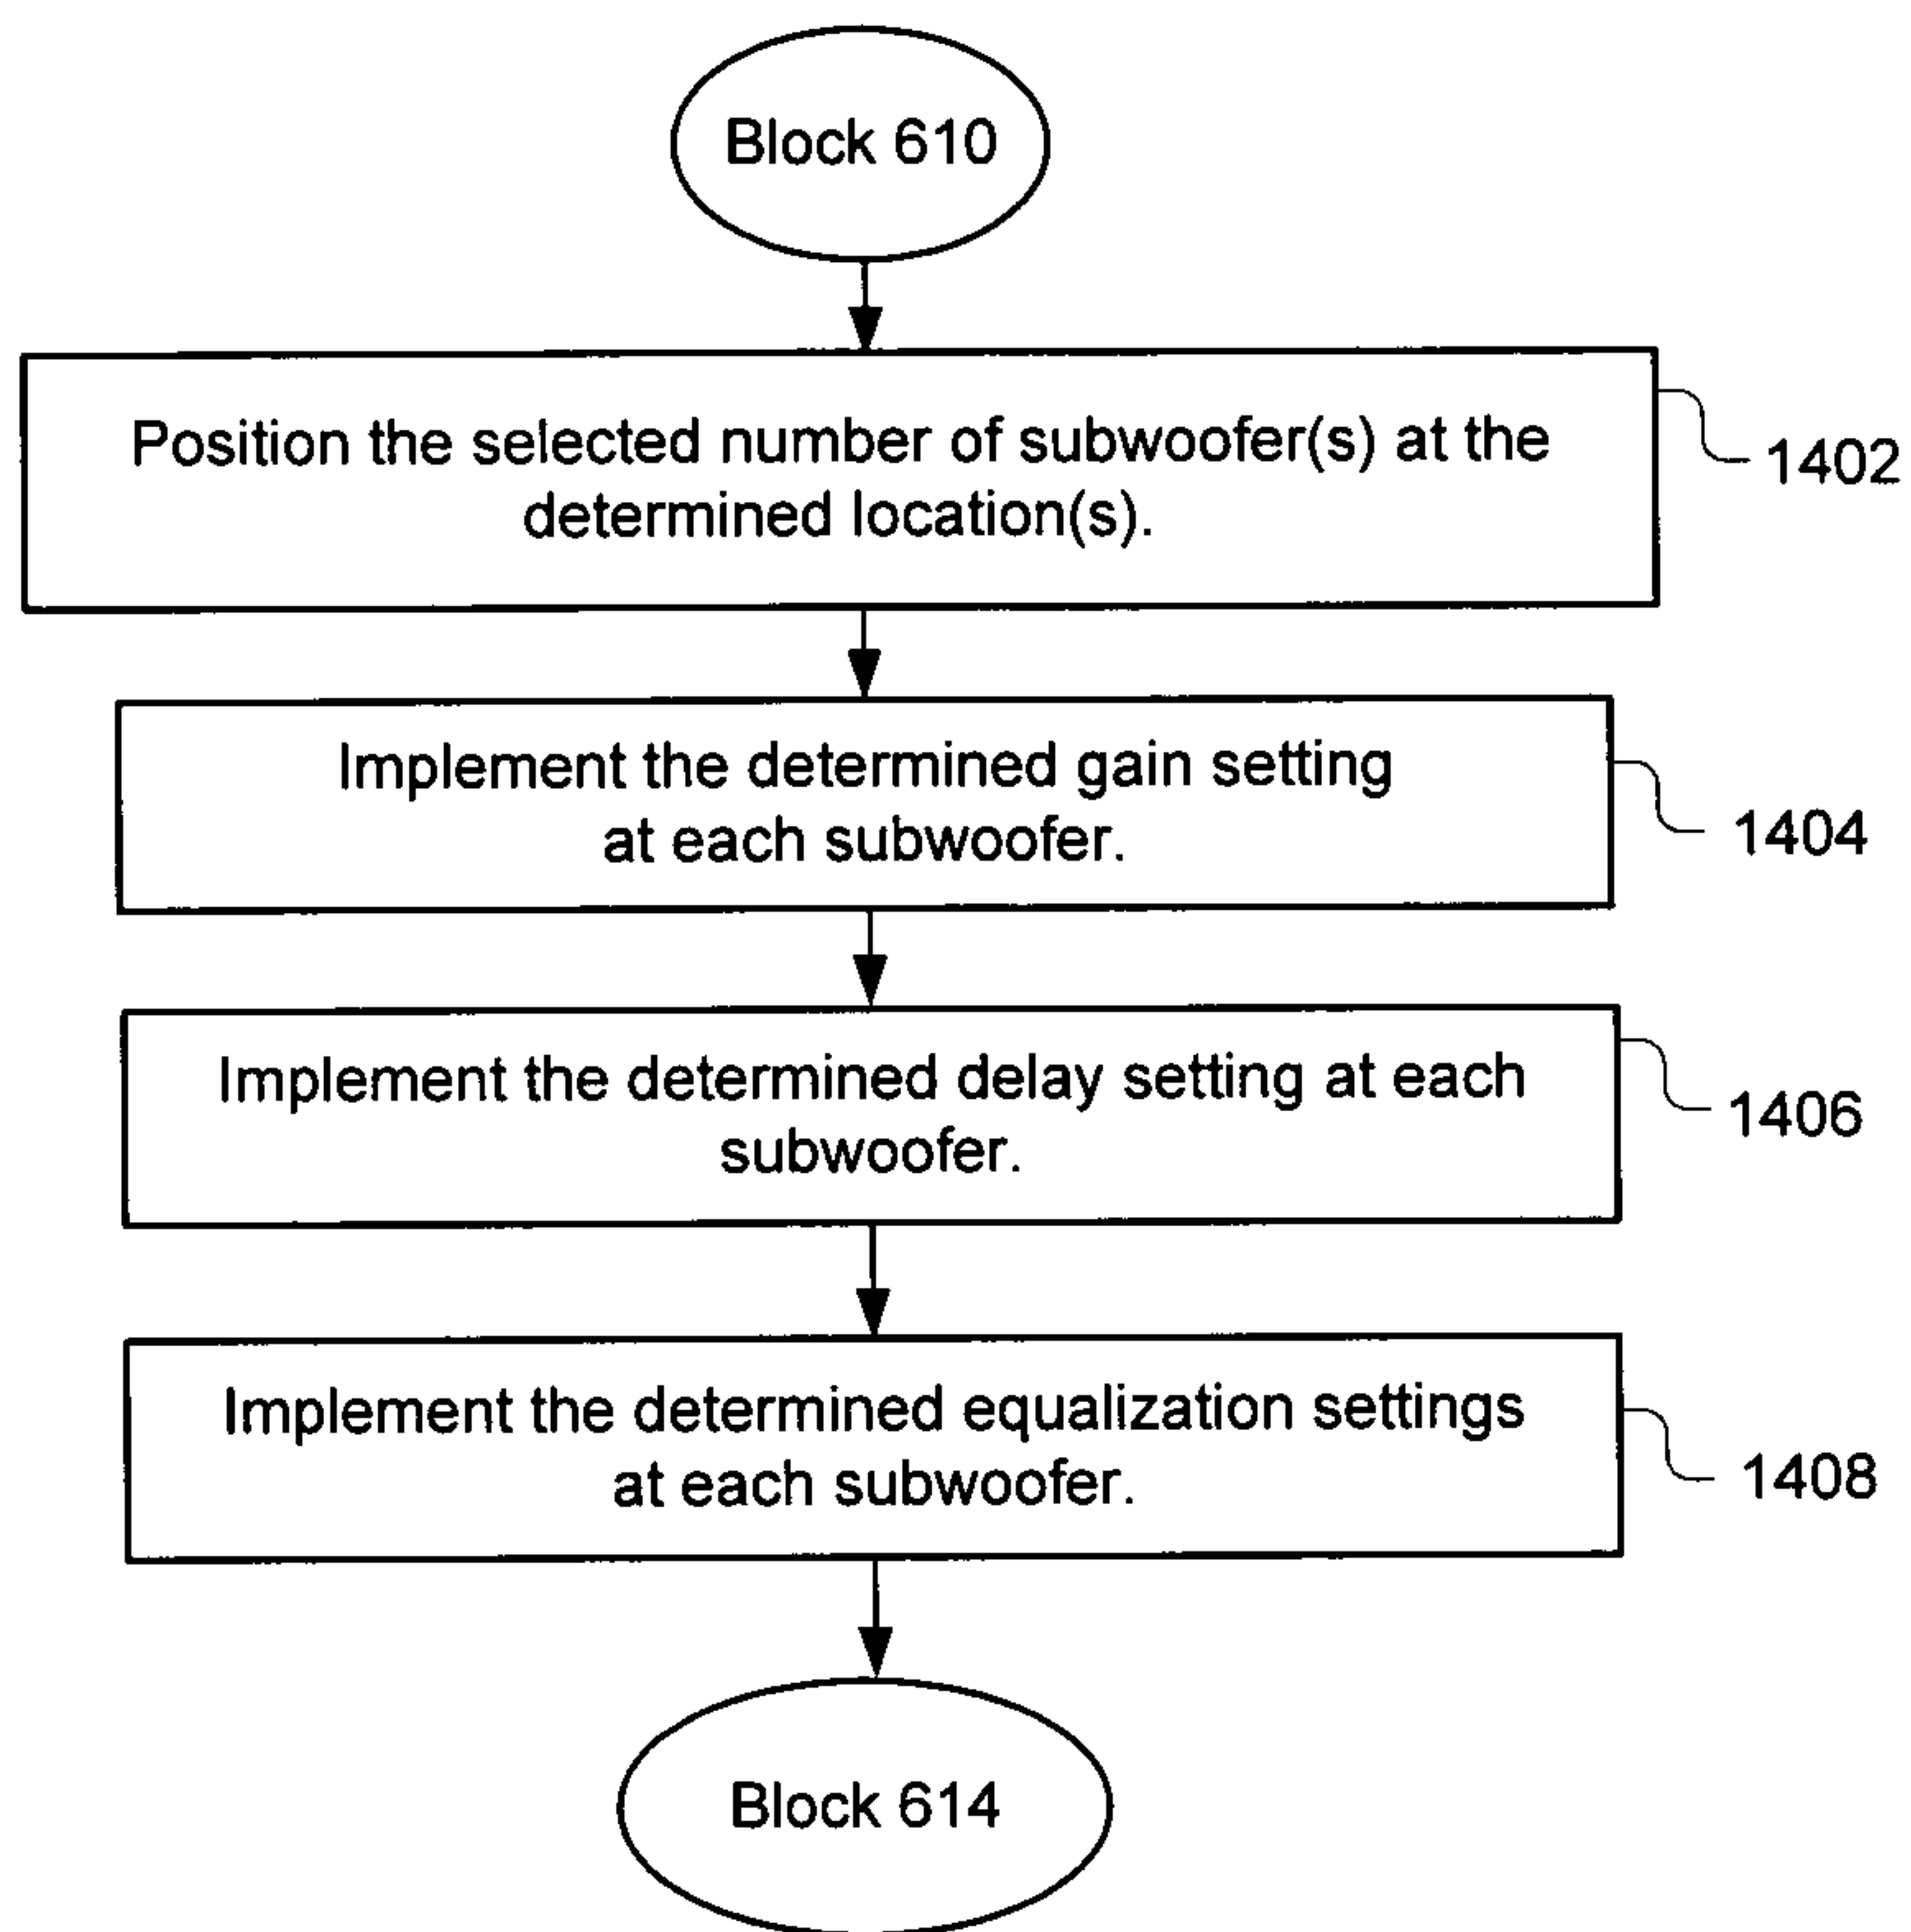 Block 610
Position the selected number of subwoofer(s) at the
determined location(s).
1402
Implement the determined gain setting
at each subwoofer.
1404
Implement the determined delay setting at each
subwoofer.
1406
Implement the determined equalization settings
at each subwoofer.
1408
Block 614